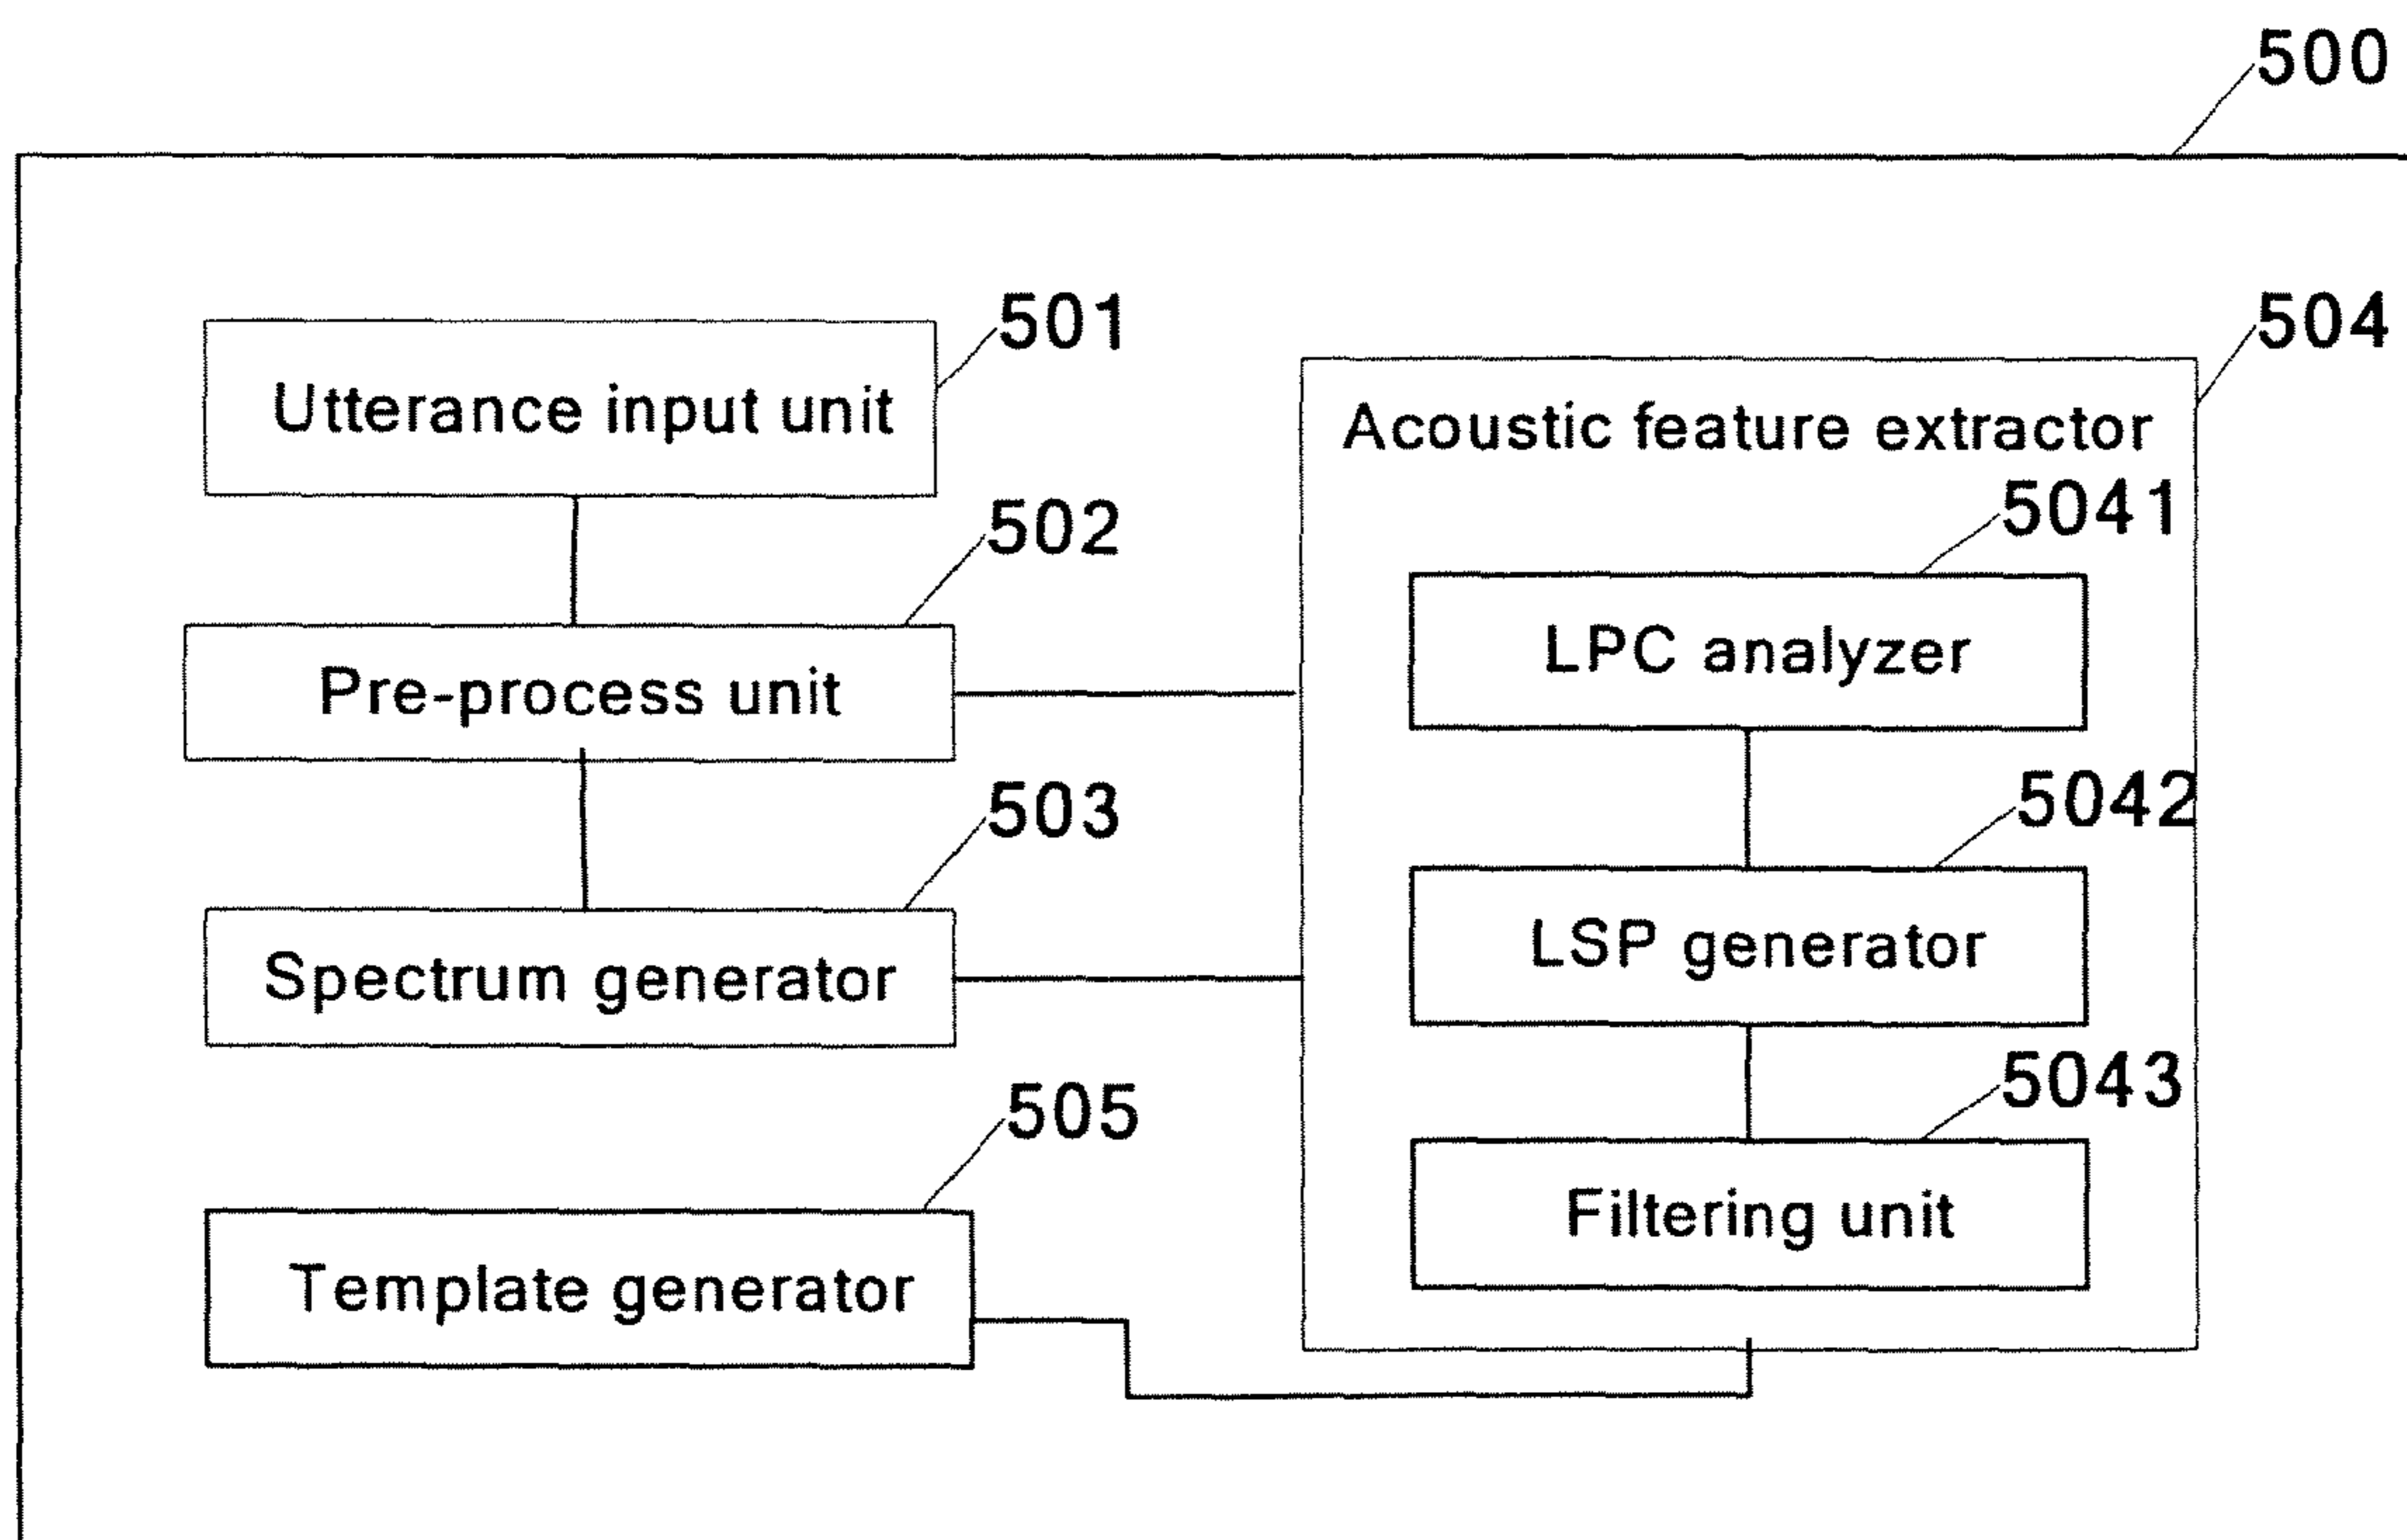 500
501
Utterance input unit
504
Acoustic feature extractor
502
Pre-process unit
5041
LPC analyzer
503
Spectrum generator
5042
LSP generator
505
Template generator
5043
Filtering unit